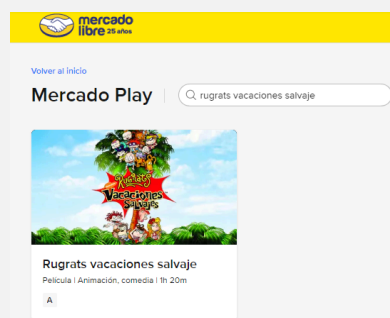 mercado
libre 25 años
Volver al inicio
Mercado Play
rugrats vacaciones salvaje
Rugrats
Vacaciones
Salvajes
Rugrats vacaciones salvaje
Película | Animación, comedia | 1h 20m
A